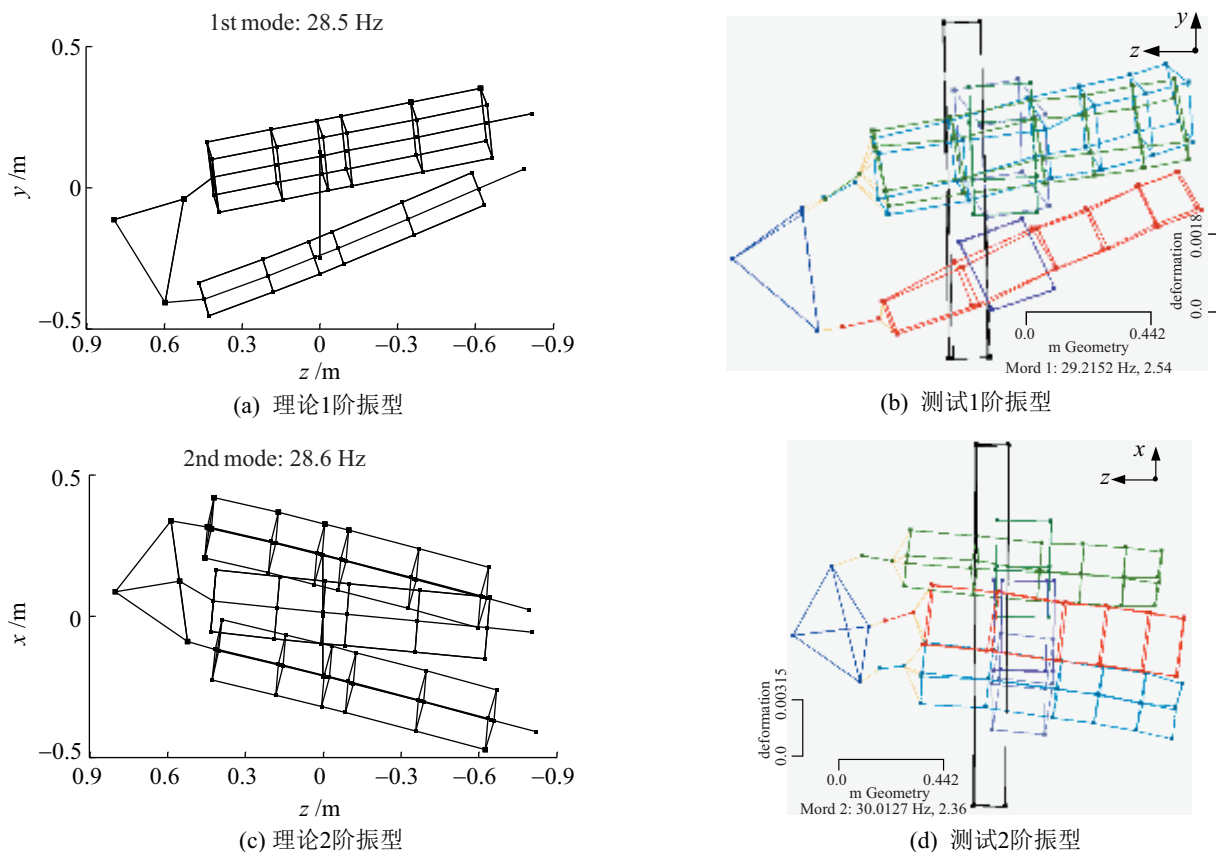 1st mode: 28.5 Hz
0.5
0
−0.5
y /m
0.9 0.6 0.3 0 −0.3 −0.6 −0.9
z /m
(a) 理论1阶振型
y
z
deformation
0.0018
0.0
0.0 0.442
m Geometry
Mord 1: 29.2152 Hz, 2.54
(b) 测试1阶振型
2nd mode: 28.6 Hz
0.5
0
−0.5
x /m
0.9 0.6 0.3 0 −0.3 −0.6 −0.9
z /m
(c) 理论2阶振型
x
z
deformation
0.00315
0.0
0.0 0.442
m Geometry
Mord 2: 30.0127 Hz, 2.36
(d) 测试2阶振型